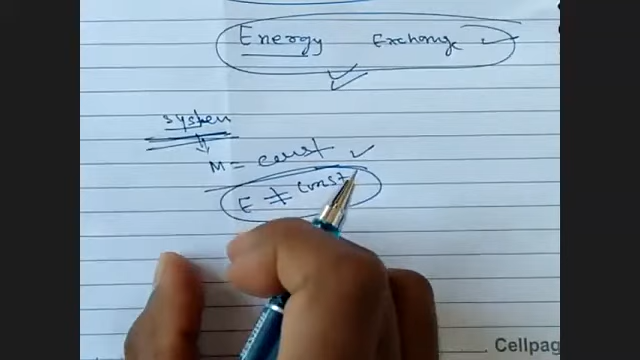 Energy Exchange
system
M = const
E ≠ const
Cellpag